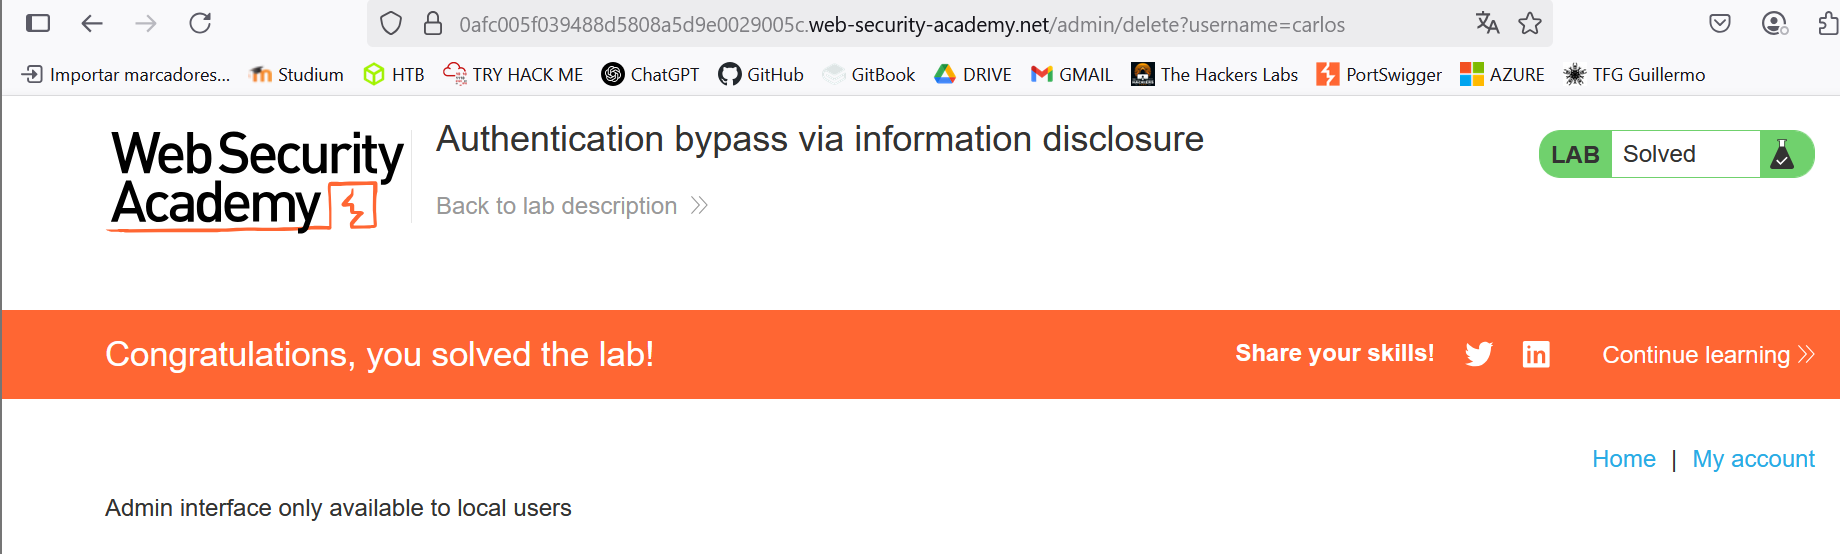 0afc005f039488d5808a5d9e0029005c.web-security-academy.net/admin/delete?username=carlos
Importar marcadores... Studium HTB TRY HACK ME ChatGPT GitHub GitBook DRIVE GMAIL The Hackers Labs PortSwigger AZURE TFG Guillermo
Web Security
Academy
Authentication bypass via information disclosure
Back to lab description
LAB Solved
Congratulations, you solved the lab!
Share your skills!
Continue learning
Home | My account
Admin interface only available to local users